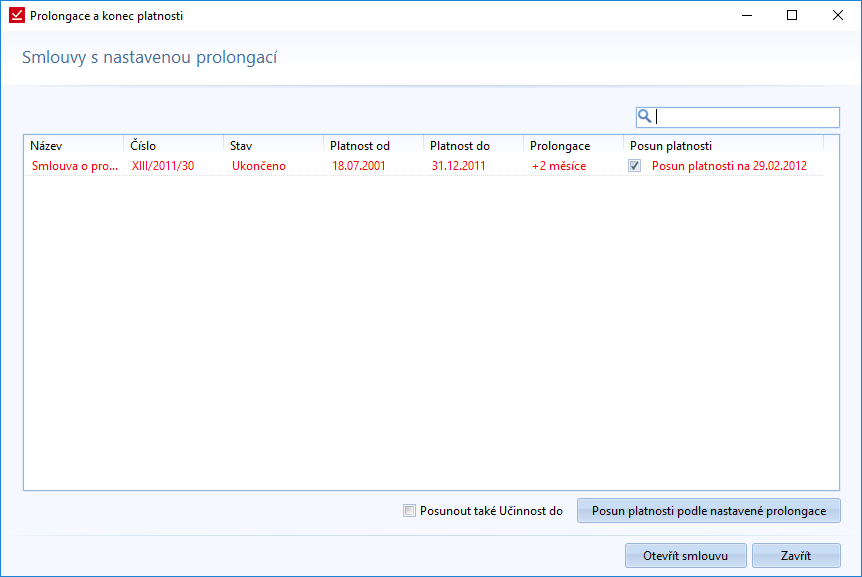 Prolongace a konec platnosti
Smlouvy s nastavenou prolongací
Název Číslo Stav Platnost od Platnost do Prolongace Posun platnosti
Smlouva o pro... XIII/2011/30 Ukončeno 18.07.2001 31.12.2011 +2 měsíce Posun platnosti na 29.02.2012
Posunout také Učinnost do Posun platnosti podle nastavené prolongace
Otevřít smlouvu Zavřít